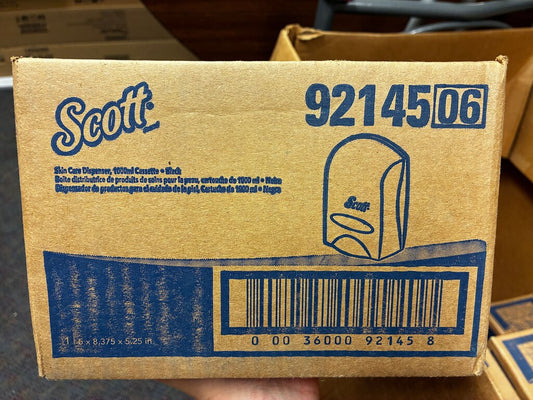 Scott
92145 06
Skin Care Dispenser, 1000ml Cassette • Black
Boîte distributrice de produits de soins pour la peau, cartouche de 1000 ml • Noire
Dispensador de productos para el cuidado de la piel, Cartucho de 1000 ml • Negro
Scott
6 x 8,375 x 5.25 in
0 00 36000 92145 8